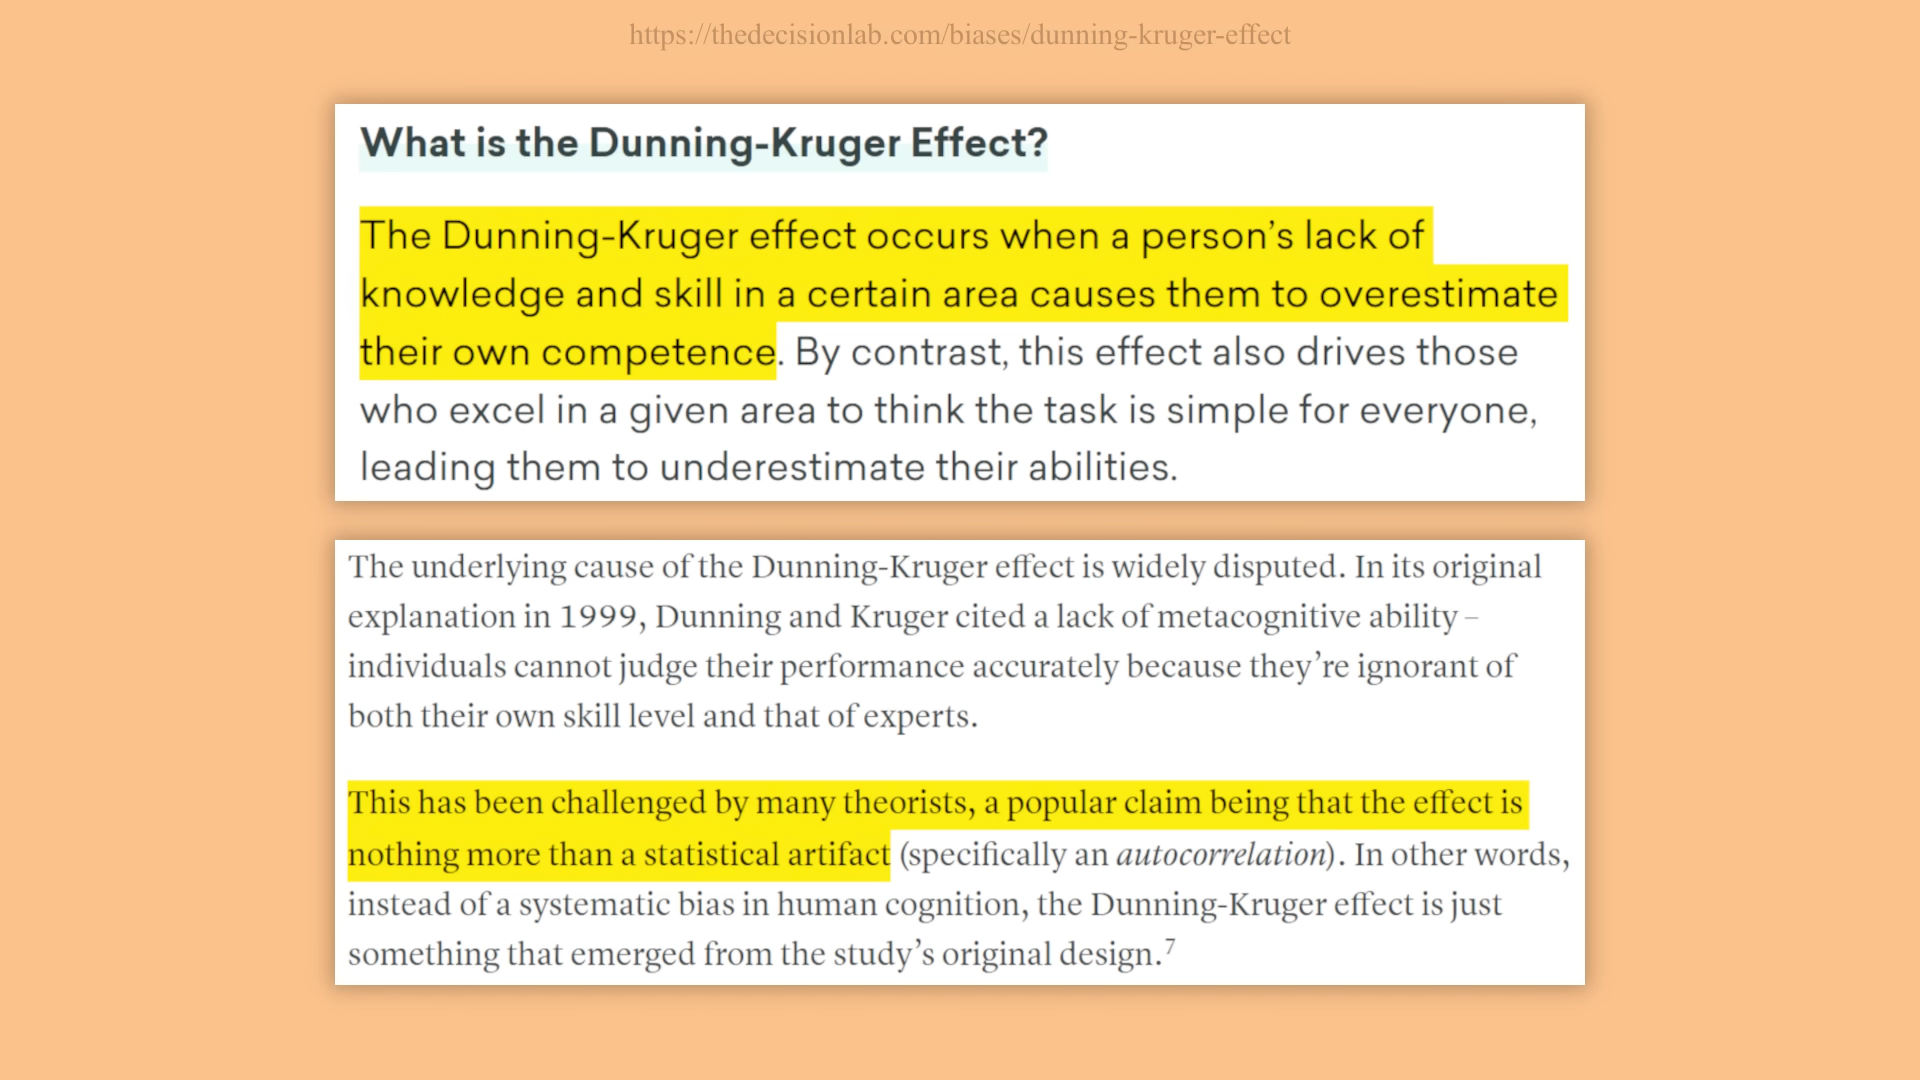 https://thedecisionlab.com/biases/dunning-kruger-effect
What is the Dunning-Kruger Effect?
The Dunning-Kruger effect occurs when a person’s lack of
knowledge and skill in a certain area causes them to overestimate
their own competence. By contrast, this effect also drives those
who excel in a given area to think the task is simple for everyone,
leading them to underestimate their abilities.
The underlying cause of the Dunning-Kruger effect is widely disputed. In its original
explanation in 1999, Dunning and Kruger cited a lack of metacognitive ability –
individuals cannot judge their performance accurately because they’re ignorant of
both their own skill level and that of experts.
This has been challenged by many theorists, a popular claim being that the effect is
nothing more than a statistical artifact (specifically an autocorrelation). In other words,
instead of a systematic bias in human cognition, the Dunning-Kruger effect is just
something that emerged from the study’s original design.⁷